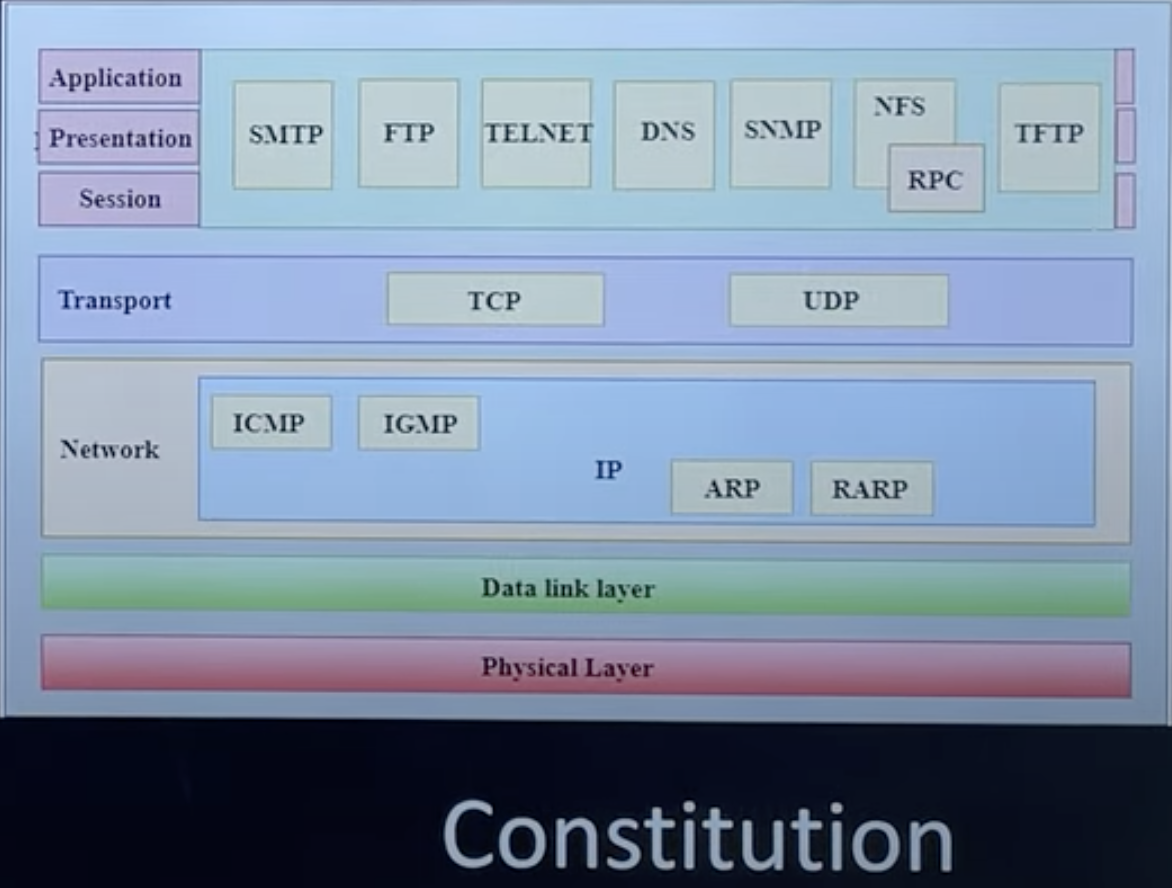 Application
Presentation
Session
SMTP FTP TELNET DNS SNMP NFS RPC TFTP
Transport TCP UDP
Network ICMP IGMP IP ARP RARP
Data link layer
Physical Layer
Constitution